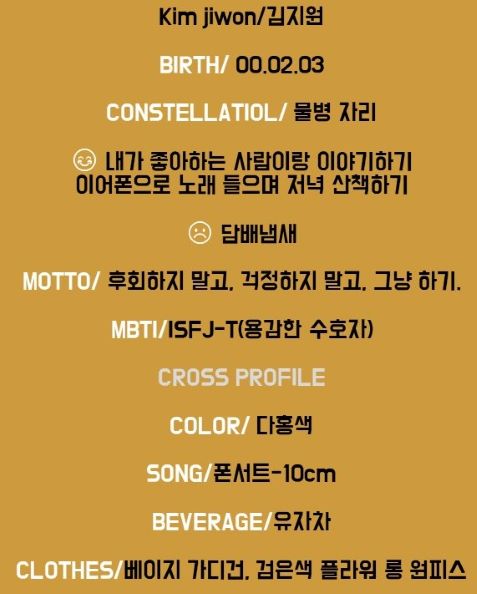 Kim jiwon/김지원
BIRTH/ 00.02.03
CONSTELLATIOL/ 물병 자리
내가 좋아하는 사람이랑 이야기하기
이어폰으로 노래 들으며 저녁 산책하기
담배냄새
MOTTO/ 후회하지 말고, 걱정하지 말고, 그냥 하기.
MBTI/ISFJ-T(용감한 수호자)
CROSS PROFILE
COLOR/ 다홍색
SONG/폰서트-10cm
BEVERAGE/유자차
CLOTHES/베이지 가디건, 검은색 플라워 롱 원피스